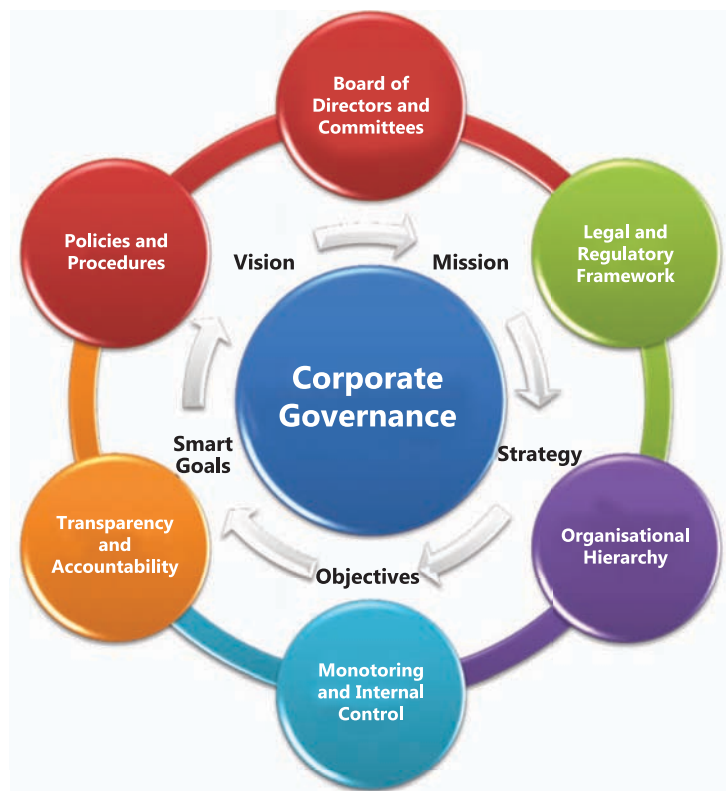 Board of
Directors and
Committees
Policies and
Procedures
Legal and
Regulatory
Framework
Vision
Mission
Corporate
Governance
Smart
Goals
Strategy
Transparency
and
Accountability
Organisational
Hierarchy
Objectives
Monotoring
and Internal
Control